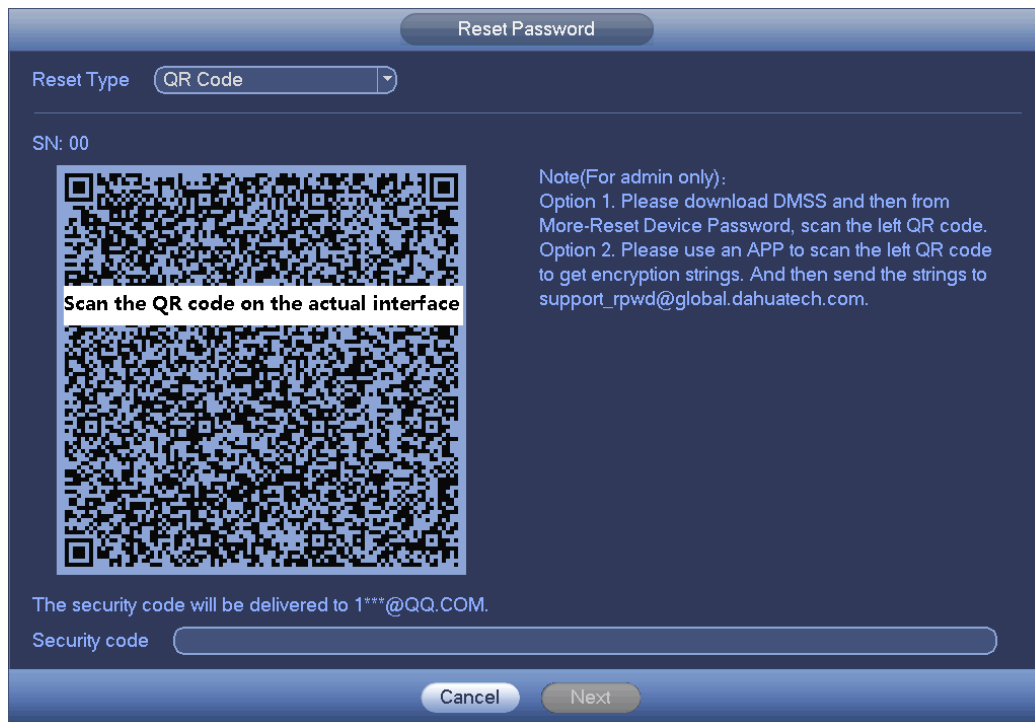 Reset Password
Reset Type QR Code
SN: 00
Scan the QR code on the actual interface
Note(For admin only):
Option 1. Please download DMSS and then from
More-Reset Device Password, scan the left QR code.
Option 2. Please use an APP to scan the left QR code
to get encryption strings. And then send the strings to
support_rpwd@global.dahuatech.com.
The security code will be delivered to 1***@QQ.COM.
Security code
Cancel Next